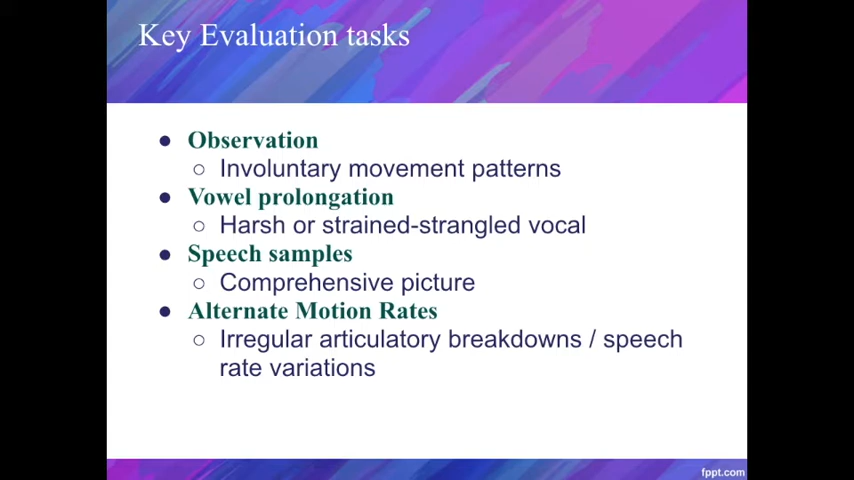 Key Evaluation tasks
● Observation
○ Involuntary movement patterns
● Vowel prolongation
○ Harsh or strained-strangled vocal
● Speech samples
○ Comprehensive picture
● Alternate Motion Rates
○ Irregular articulatory breakdowns / speech
rate variations
fppt.com